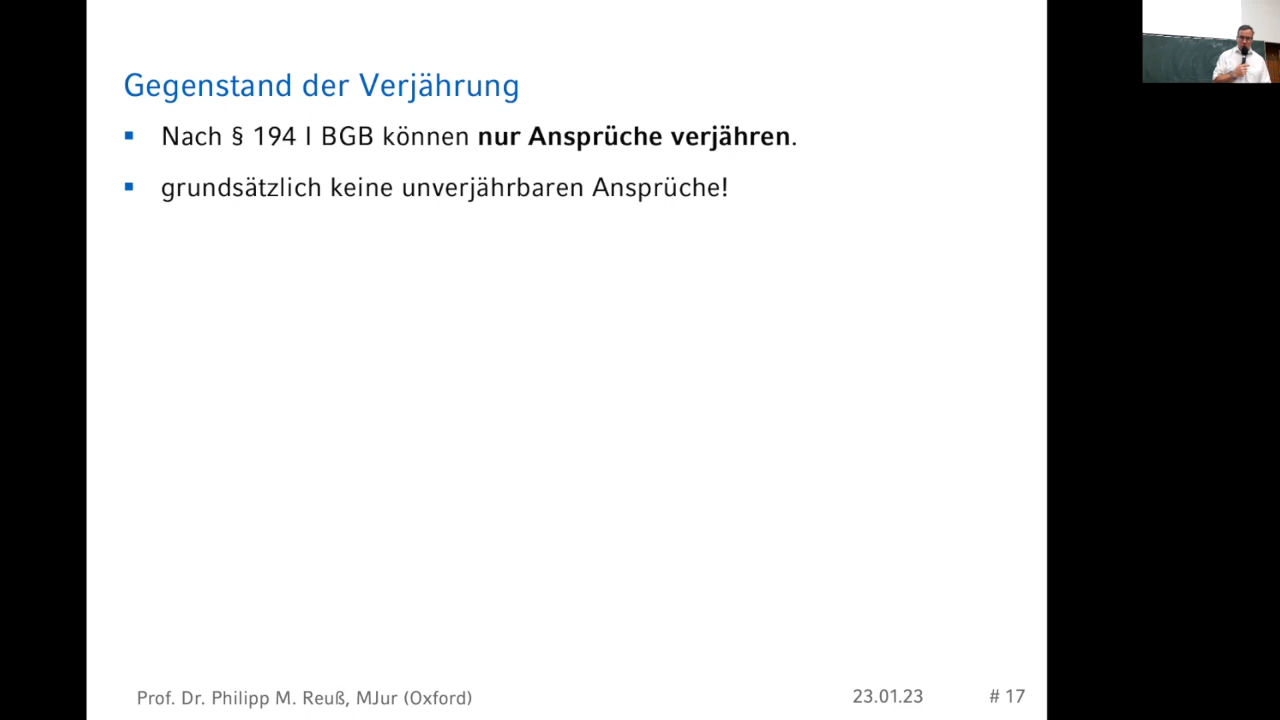 Gegenstand der Verjährung
Nach § 194 I BGB können nur Ansprüche verjähren.
grundsätzlich keine unverjährbaren Ansprüche!
Prof. Dr. Philipp M. Reuß, MJur (Oxford)
23.01.23
# 17